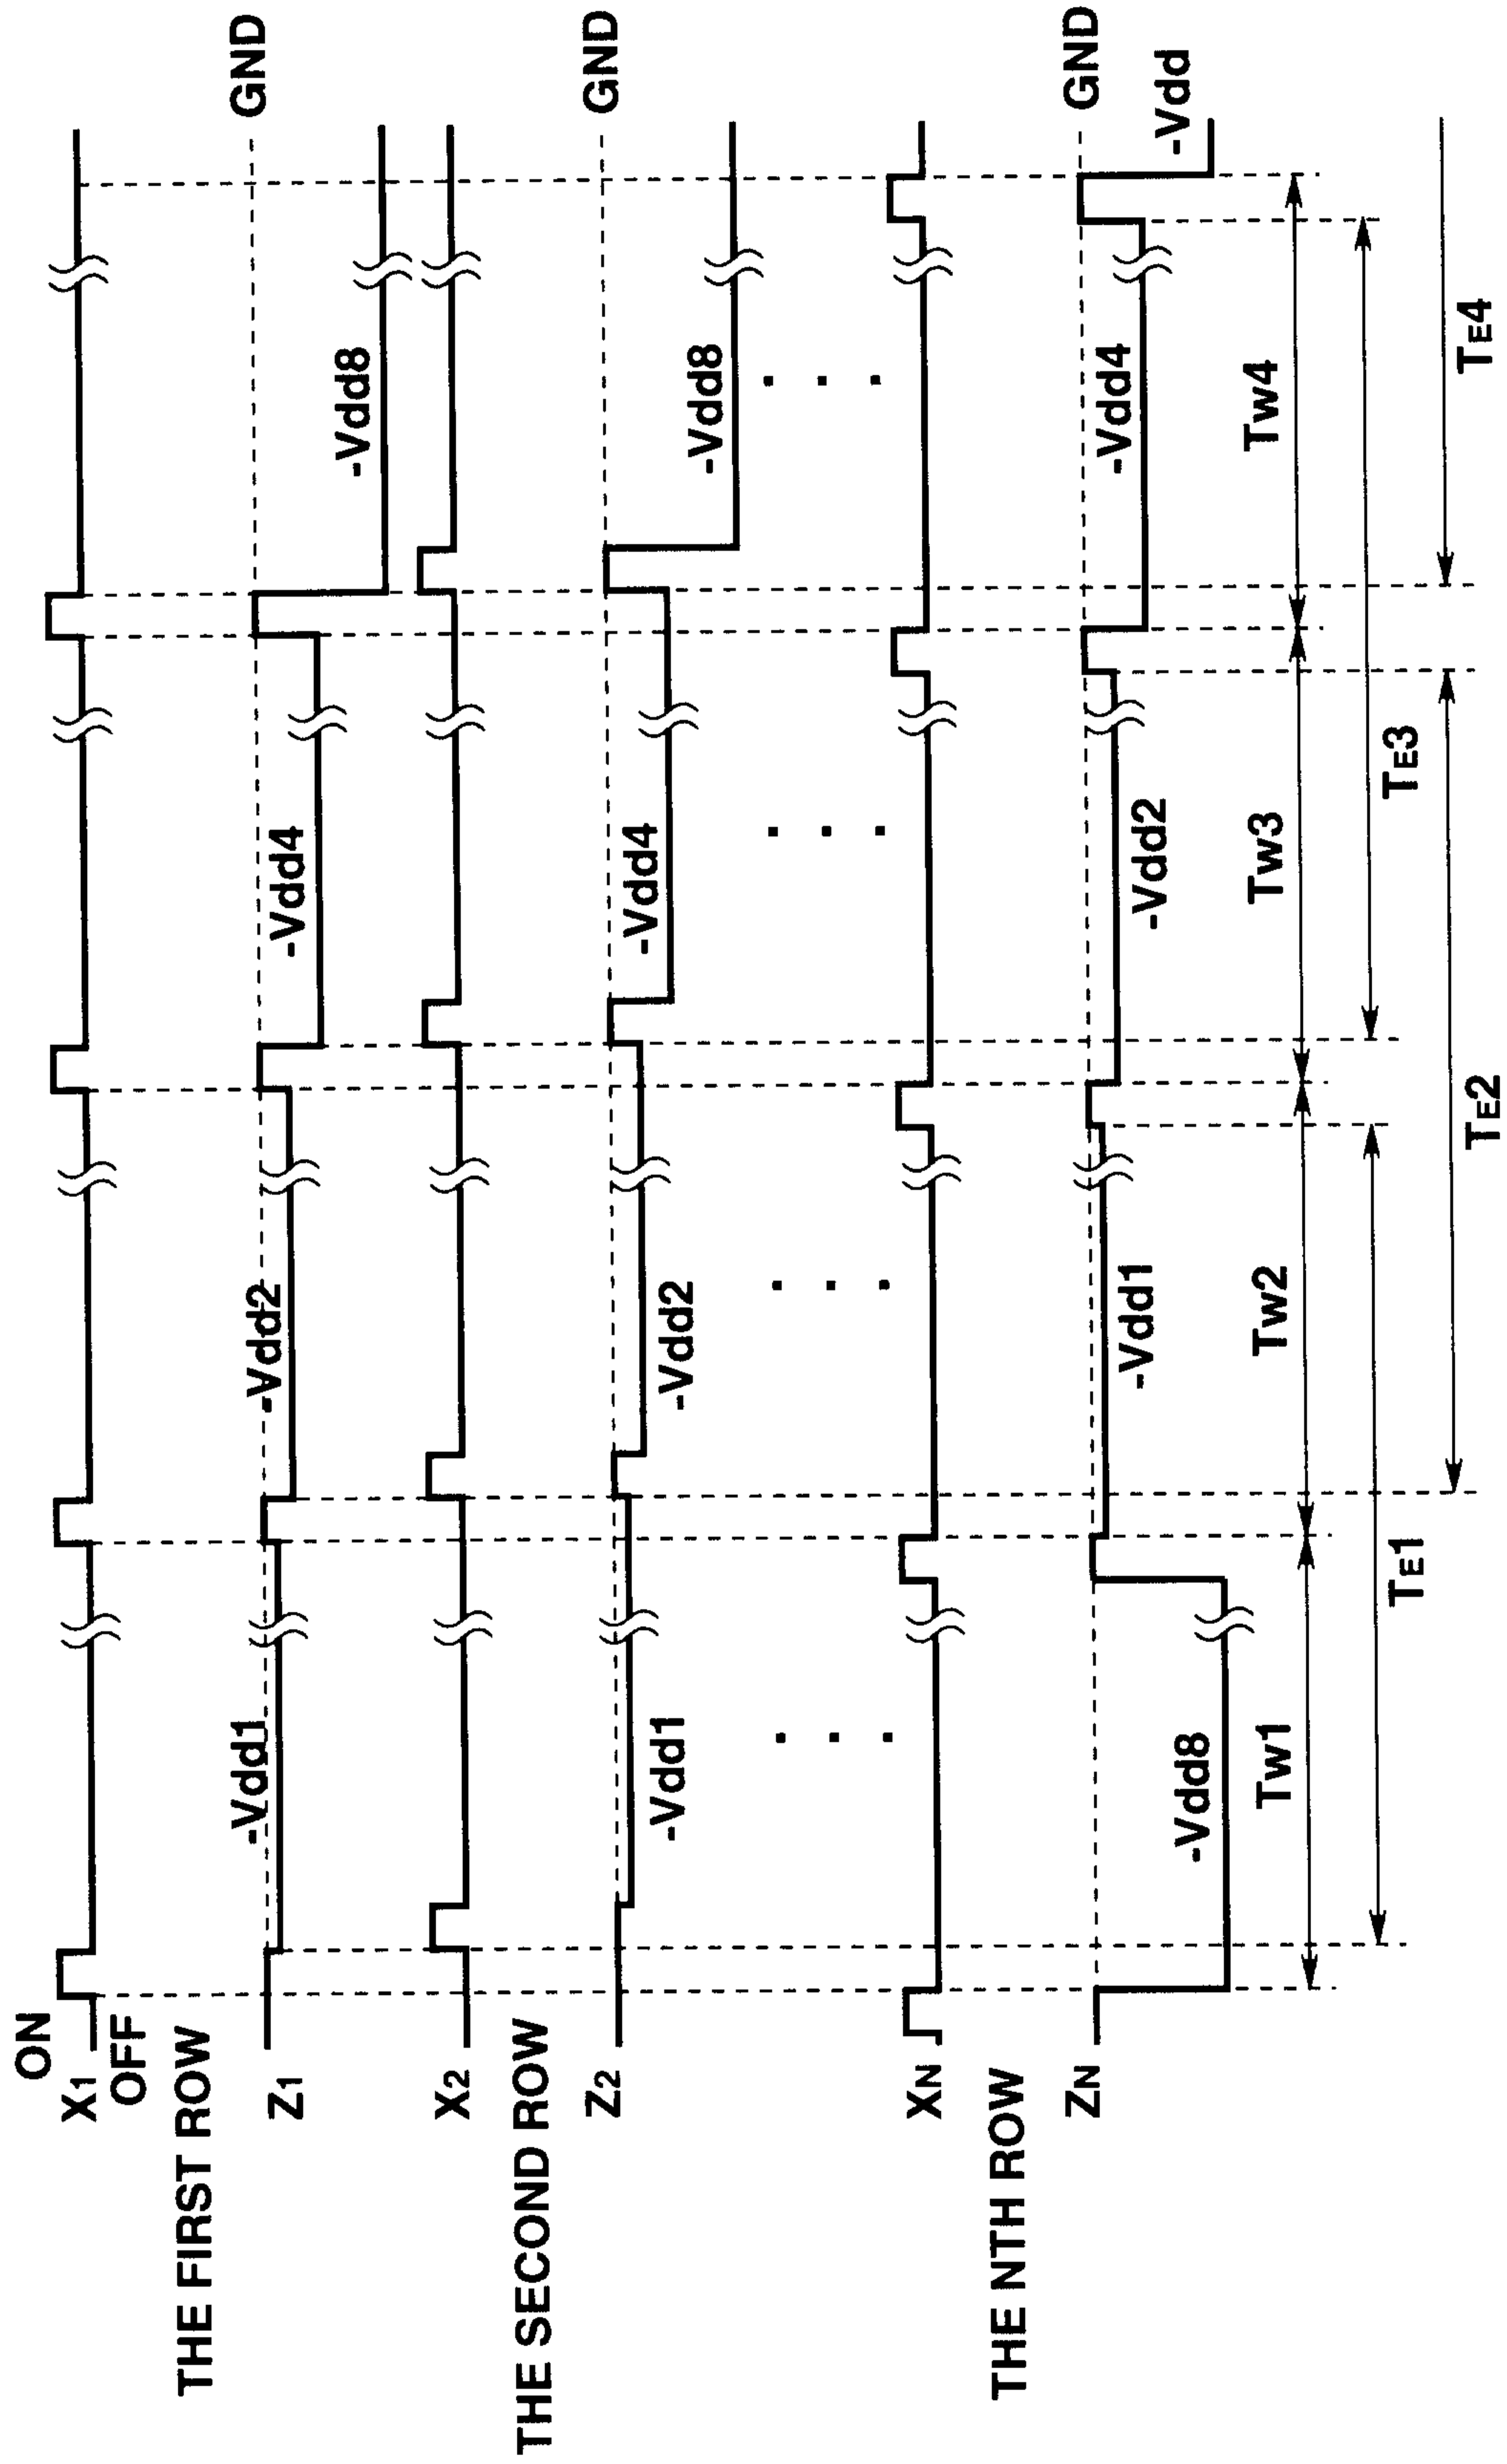 ON
X1
OFF
THE FIRST ROW
Z1
-Vdd1
-Vdd2
-Vdd4
-Vdd8
GND
X2
THE SECOND ROW
Z2
-Vdd1
-Vdd2
-Vdd4
-Vdd8
GND
. . .
. . .
. . .
. . .
XN
THE NTH ROW
ZN
-Vdd8
-Vdd1
-Vdd2
-Vdd4
-Vdd
GND
Tw1
Tw2
Tw3
Tw4
TE1
TE3
TE2
TE4